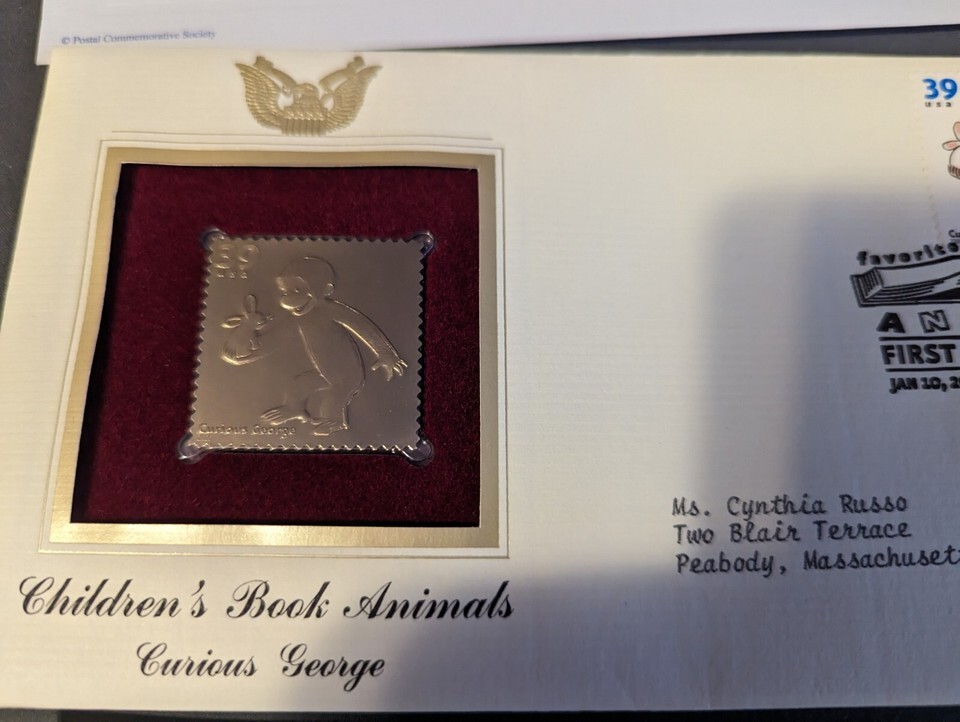 © Postal Commemorative Society
39
USA
39
USA
Curious George
favorite
AN
FIRST
JAN 10, 2
Ms. Cynthia Russo
Two Blair Terrace
Peabody, Massachuset
Children's Book Animals
Curious George